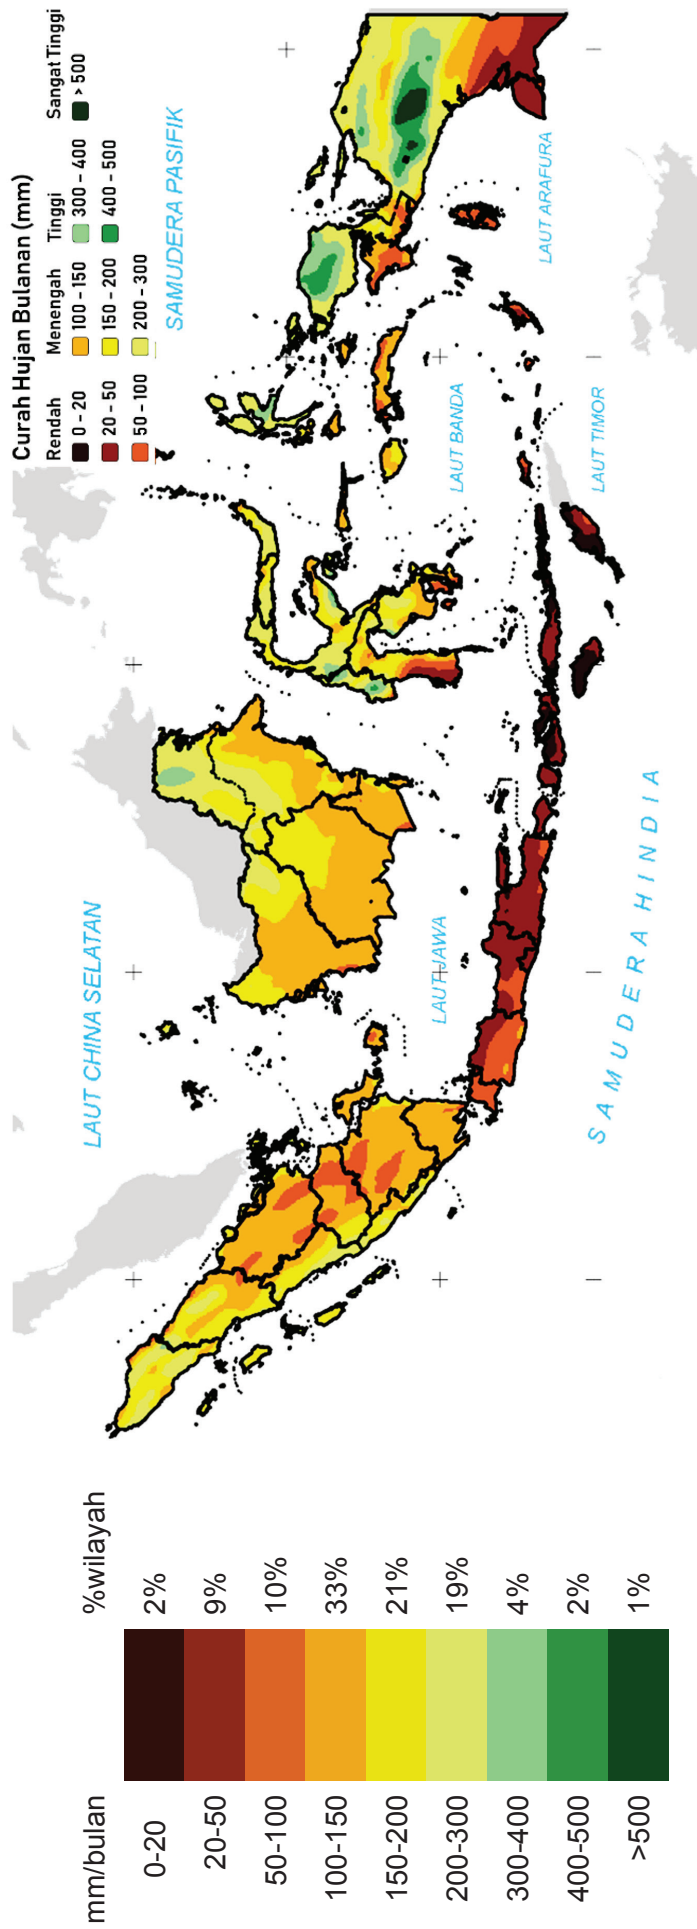 Curah Hujan Bulanan (mm)
Rendah Menengah Tinggi Sangat Tinggi
0 – 20 100 – 150 300 – 400 > 500
20 – 50 150 – 200 400 – 500
50 – 100 200 – 300
SAMUDERA PASIFIK
LAUT CHINA SELATAN
LAUT JAWA
LAUT BANDA
LAUT ARAFURA
LAUT TIMOR
SAMUDERA HINDIA
mm/bulan %wilayah
0-20 2%
20-50 9%
50-100 10%
100-150 33%
150-200 21%
200-300 19%
300-400 4%
400-500 2%
>500 1%